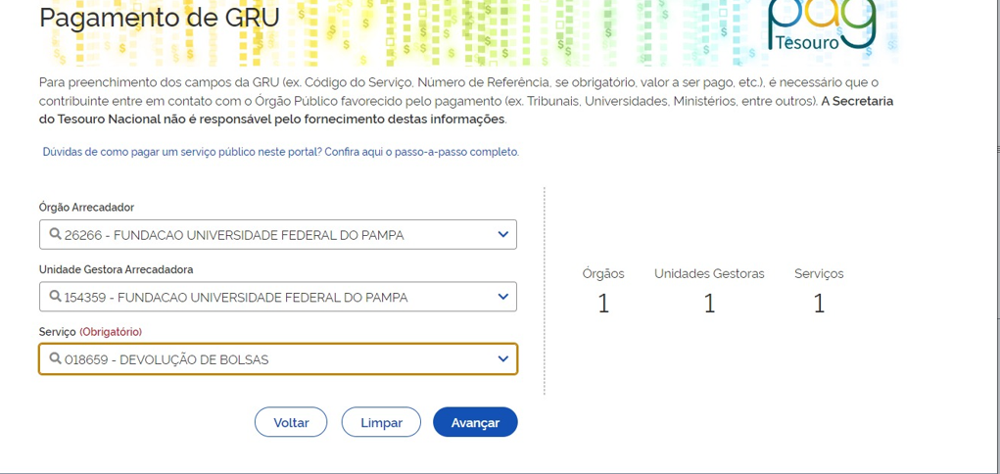 Pagamento de GRU
pag
Tesouro
Para preenchimento dos campos da GRU (ex. Código do Serviço, Número de Referência, se obrigatório, valor a ser pago, etc.), é necessário que o
contribuinte entre em contato com o Órgão Público favorecido pelo pagamento (ex. Tribunais, Universidades, Ministérios, entre outros). A Secretaria
do Tesouro Nacional não é responsável pelo fornecimento destas informações.
Dúvidas de como pagar um serviço público neste portal? Confira aqui o passo-a-passo completo.
Órgão Arrecadador
26266 - FUNDACAO UNIVERSIDADE FEDERAL DO PAMPA
Unidade Gestora Arrecadadora
154359 - FUNDACAO UNIVERSIDADE FEDERAL DO PAMPA
Serviço (Obrigatório)
018659 - DEVOLUÇÃO DE BOLSAS
Órgãos Unidades Gestoras Serviços
1 1 1
Voltar Limpar Avançar